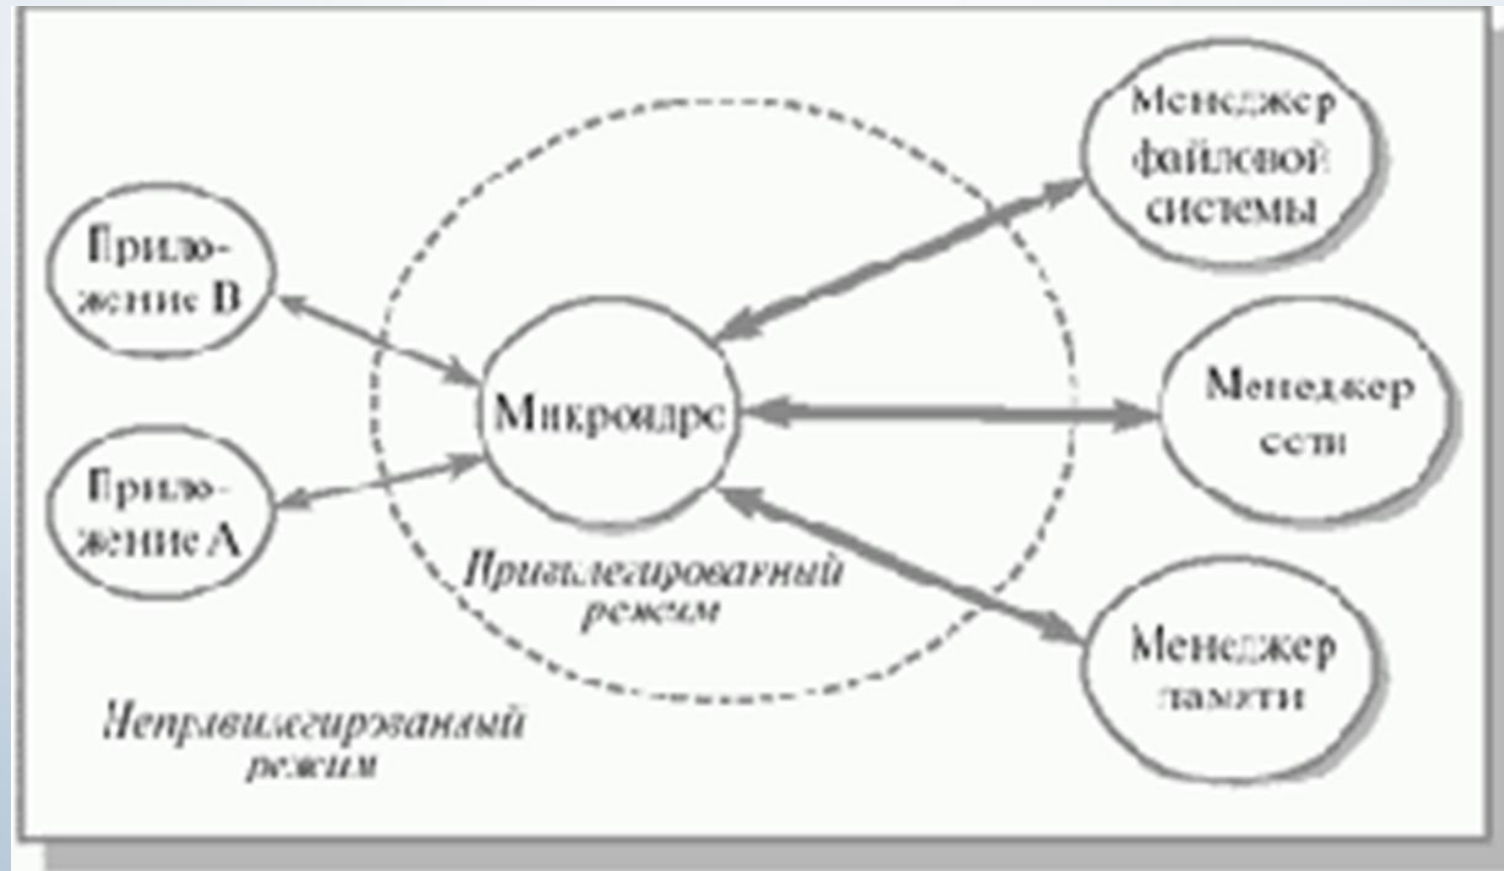 Менеджер
файловой
системы
Прило-
жение В
Менеджер
сети
Микроядро
Прило-
жение А
Привилегированный
режим
Менеджер
памяти
Непривилегированный
режим